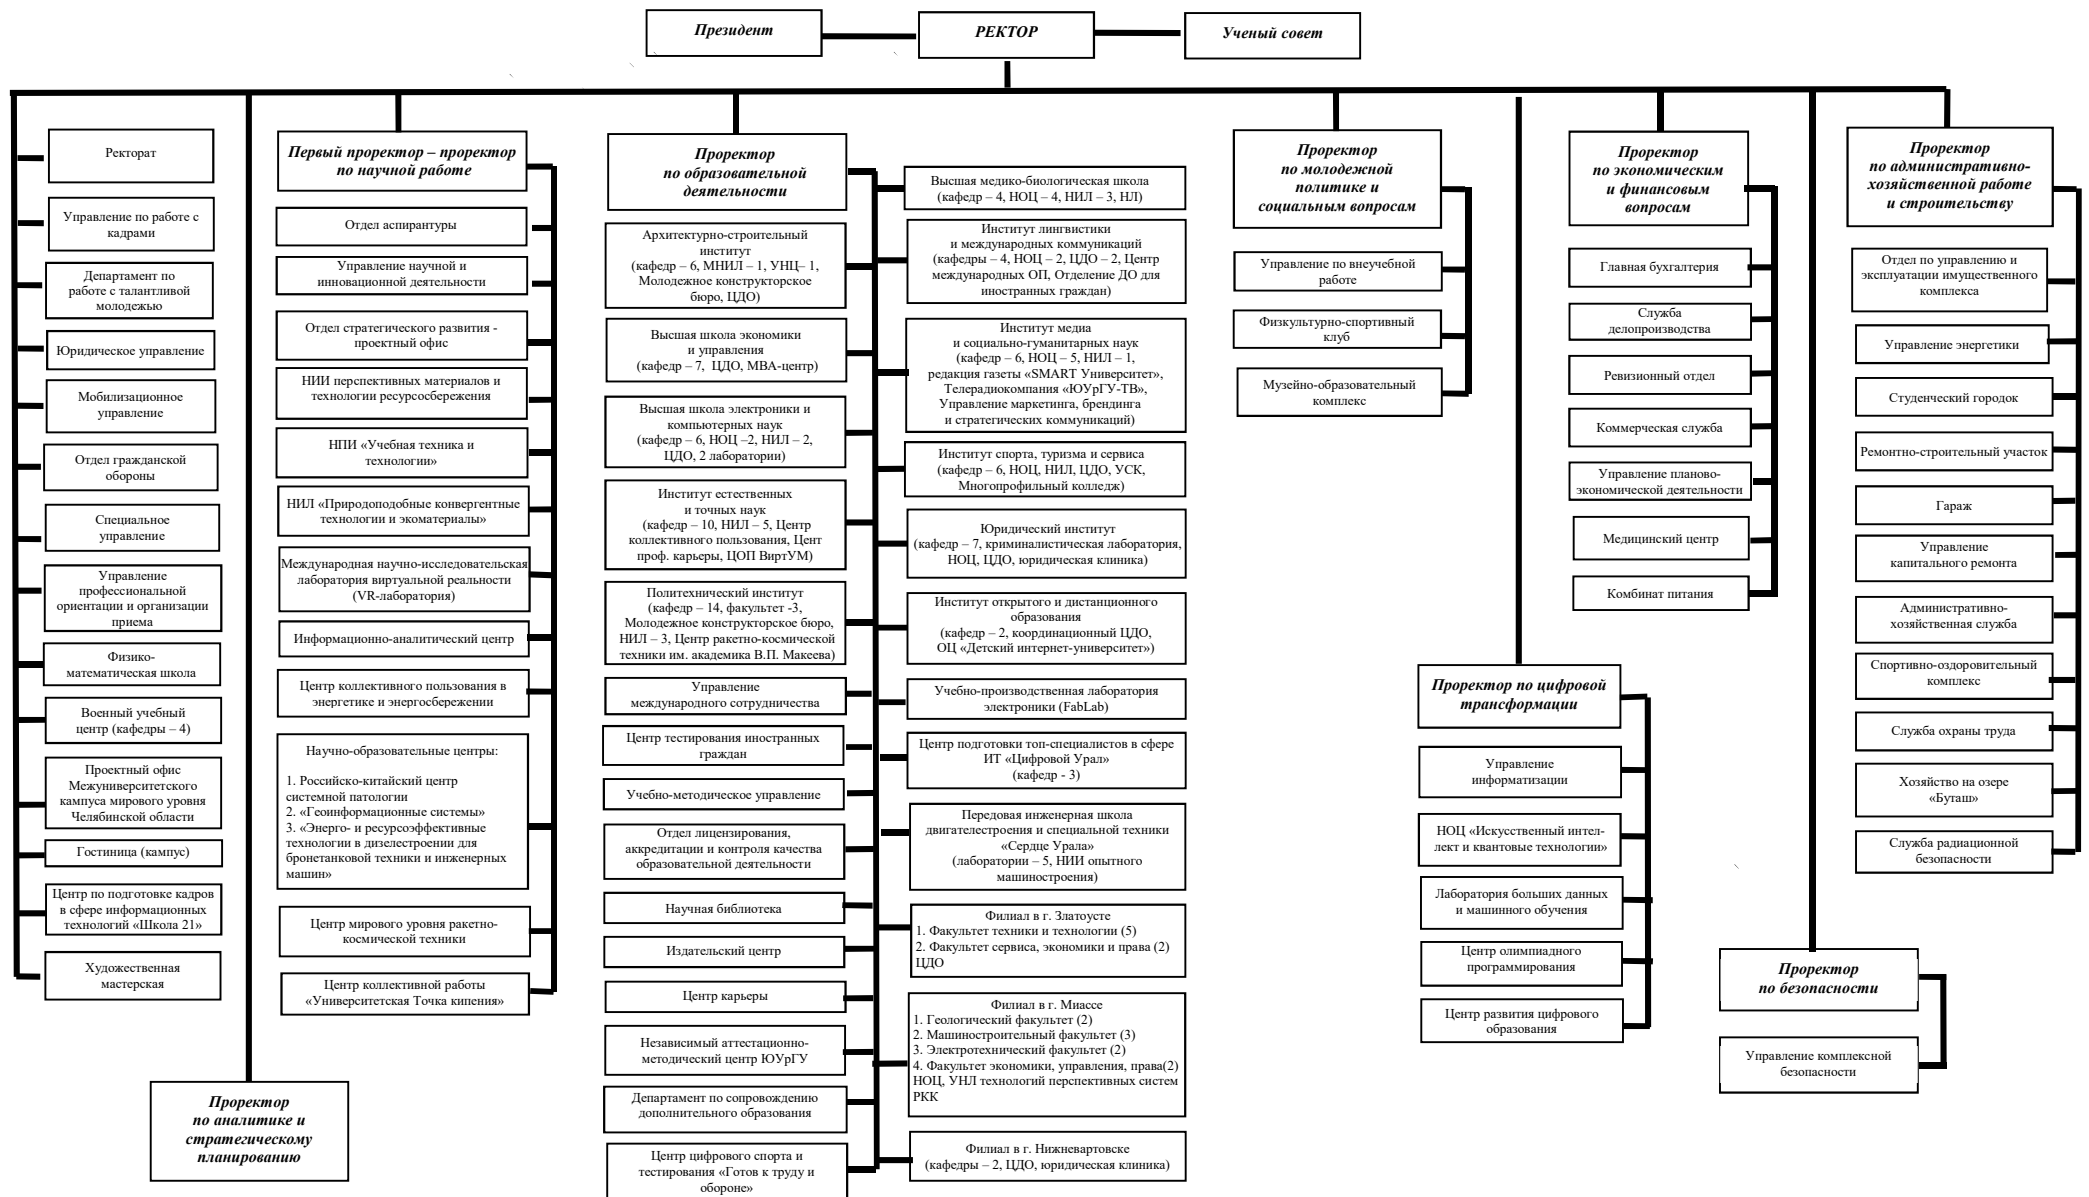 Президент
РЕКТОР
Ученый совет
Ректорат
Управление по работе с
кадрами
Департамент по
работе с талантливой
молодежью
Юридическое управление
Мобилизационное
управление
Отдел гражданской
обороны
Специальное
управление
Управление
профессиональной
ориентации и организации
приема
Физико-
математическая школа
Военный учебный
центр (кафедры – 4)
Проектный офис
Межуниверситетского
кампуса мирового уровня
Челябинской области
Гостиница (кампус)
Центр по подготовке кадров
в сфере информационных
технологий «Школа 21»
Художественная
мастерская
Проректор
по аналитике и
стратегическому
планированию
Первый проректор – проректор
по научной работе
Отдел аспирантуры
Управление научной и
инновационной деятельности
Отдел стратегического развития -
проектный офис
НИИ перспективных материалов и
технологии ресурсосбережения
НПИ «Учебная техника и
технологии»
НИЛ «Природоподобные конвергентные
технологии и экоматериалы»
Международная научно-исследовательская
лаборатория виртуальной реальности
(VR-лаборатория)
Информационно-аналитический центр
Центр коллективного пользования в
энергетике и энергосбережении
Научно-образовательные центры:
1. Российско-китайский центр
системной патологии
2. «Геоинформационные системы»
3. «Энерго- и ресурсоэффективные
технологии в дизелестроении для
бронетанковой техники и инженерных
машин»
Центр мирового уровня ракетно-
космической техники
Центр коллективной работы
«Университетская Точка кипения»
Проректор
по образовательной
деятельности
Архитектурно-строительный
институт
(кафедр – 6, МНИЛ – 1, УНЦ– 1,
Молодежное конструкторское
бюро, ЦДО)
Высшая школа экономики
и управления
(кафедр – 7, ЦДО, МВА-центр)
Высшая школа электроники и
компьютерных наук
(кафедр – 6, НОЦ –2, НИЛ – 2,
ЦДО, 2 лаборатории)
Институт естественных
и точных наук
(кафедр – 10, НИЛ – 5, Центр
коллективного пользования, Цент
проф. карьеры, ЦОП ВиртУМ)
Политехнический институт
(кафедр – 14, факультет -3,
Молодежное конструкторское бюро,
НИЛ – 3, Центр ракетно-космической
техники им. академика В.П. Макеева)
Управление
международного сотрудничества
Центр тестирования иностранных
граждан
Учебно-методическое управление
Отдел лицензирования,
аккредитации и контроля качества
образовательной деятельности
Научная библиотека
Издательский центр
Центр карьеры
Независимый аттестационно-
методический центр ЮУрГУ
Департамент по сопровождению
дополнительного образования
Центр цифрового спорта и
тестирования «Готов к труду и
обороне»
Высшая медико-биологическая школа
(кафедр – 4, НОЦ – 4, НИЛ – 3, НЛ)
Институт лингвистики
и международных коммуникаций
(кафедры – 4, НОЦ – 2, ЦДО – 2, Центр
международных ОП, Отделение ДО для
иностранных граждан)
Институт медиа
и социально-гуманитарных наук
(кафедр – 6, НОЦ – 5, НИЛ – 1,
редакция газеты «SMART Университет»,
Телерадиокомпания «ЮУрГУ-ТВ»,
Управление маркетинга, брендинга
и стратегических коммуникаций)
Институт спорта, туризма и сервиса
(кафедр – 6, НОЦ, НИЛ, ЦДО, УСК,
Многопрофильный колледж)
Юридический институт
(кафедр – 7, криминалистическая лаборатория,
НОЦ, ЦДО, юридическая клиника)
Институт открытого и дистанционного
образования
(кафедр – 2, координационный ЦДО,
ОЦ «Детский интернет-университет»)
Учебно-производственная лаборатория
электроники (FabLab)
Центр подготовки топ-специалистов в сфере
ИТ «Цифровой Урал»
(кафедр - 3)
Передовая инженерная школа
двигателестроения и специальной техники
«Сердце Урала»
(лаборатории – 5, НИИ опытного
машиностроения)
Филиал в г. Златоусте
1. Факультет техники и технологии (5)
2. Факультет сервиса, экономики и права (2)
ЦДО
Филиал в г. Миассе
1. Геологический факультет (2)
2. Машиностроительный факультет (3)
3. Электротехнический факультет (2)
4. Факультет экономики, управления, права(2)
НОЦ, УНЛ технологий перспективных систем
РКК
Филиал в г. Нижневартовске
(кафедры – 2, ЦДО, юридическая клиника)
Проректор
по молодежной
политике и
социальным вопросам
Управление по внеучебной
работе
Физкультурно-спортивный
клуб
Музейно-образовательный
комплекс
Проректор по цифровой
трансформации
Управление
информатизации
НОЦ «Искусственный интел-
лект и квантовые технологии»
Лаборатория больших данных
и машинного обучения
Центр олимпиадного
программирования
Центр развития цифрового
образования
Проректор
по экономическим
и финансовым
вопросам
Главная бухгалтерия
Служба
делопроизводства
Ревизионный отдел
Коммерческая служба
Управление планово-
экономической деятельности
Медицинский центр
Комбинат питания
Проректор
по безопасности
Управление комплексной
безопасности
Проректор
по административно-
хозяйственной работе
и строительству
Отдел по управлению и
эксплуатации имущественного
комплекса
Управление энергетики
Студенческий городок
Ремонтно-строительный участок
Гараж
Управление
капитального ремонта
Административно-
хозяйственная служба
Спортивно-оздоровительный
комплекс
Служба охраны труда
Хозяйство на озере
«Буташ»
Служба радиационной
безопасности